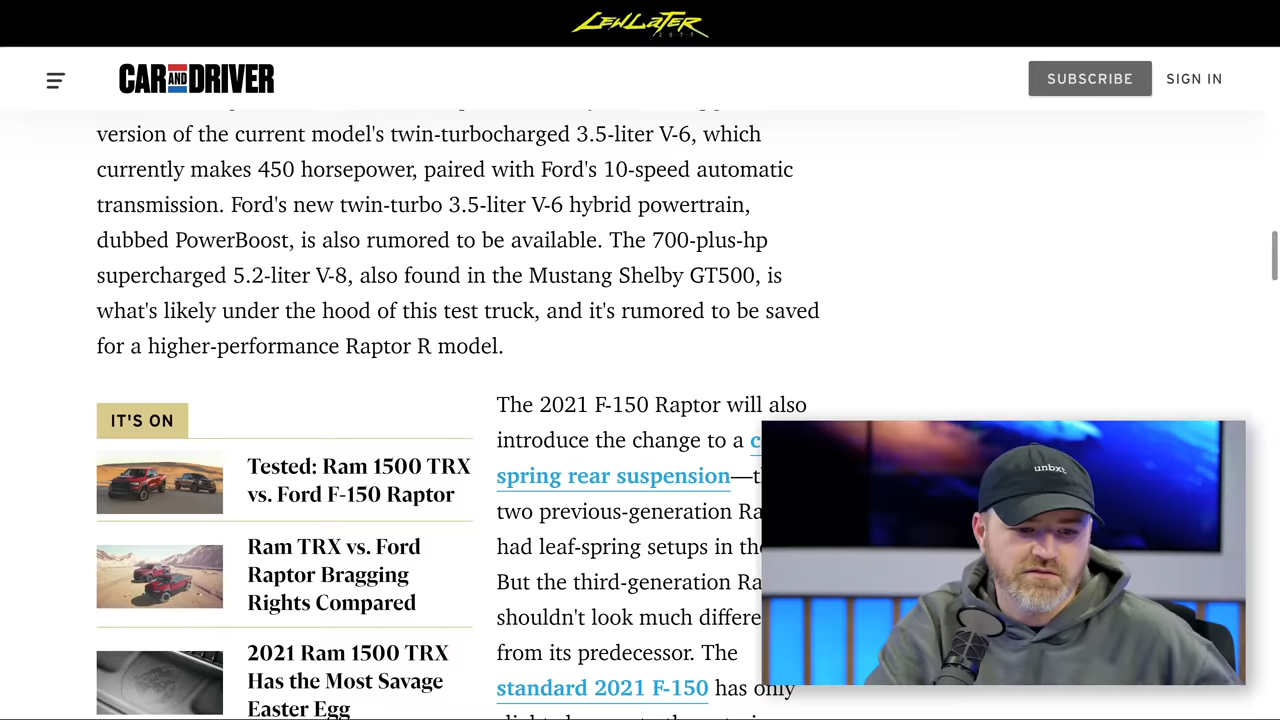 LEWLATER
2077
CAR AND DRIVER
SUBSCRIBE
SIGN IN
version of the current model's twin-turbocharged 3.5-liter V-6, which
currently makes 450 horsepower, paired with Ford's 10-speed automatic
transmission. Ford's new twin-turbo 3.5-liter V-6 hybrid powertrain,
dubbed PowerBoost, is also rumored to be available. The 700-plus-hp
supercharged 5.2-liter V-8, also found in the Mustang Shelby GT500, is
what's likely under the hood of this test truck, and it's rumored to be saved
for a higher-performance Raptor R model.
IT'S ON
Tested: Ram 1500 TRX
vs. Ford F-150 Raptor
Ram TRX vs. Ford
Raptor Bragging
Rights Compared
2021 Ram 1500 TRX
Has the Most Savage
Easter Egg
The 2021 F-150 Raptor will also
introduce the change to a
spring rear suspension—
two previous-generation
had leaf-spring setups in
But the third-generation
shouldn't look much
from its predecessor. The
standard 2021 F-150 has only
unbx